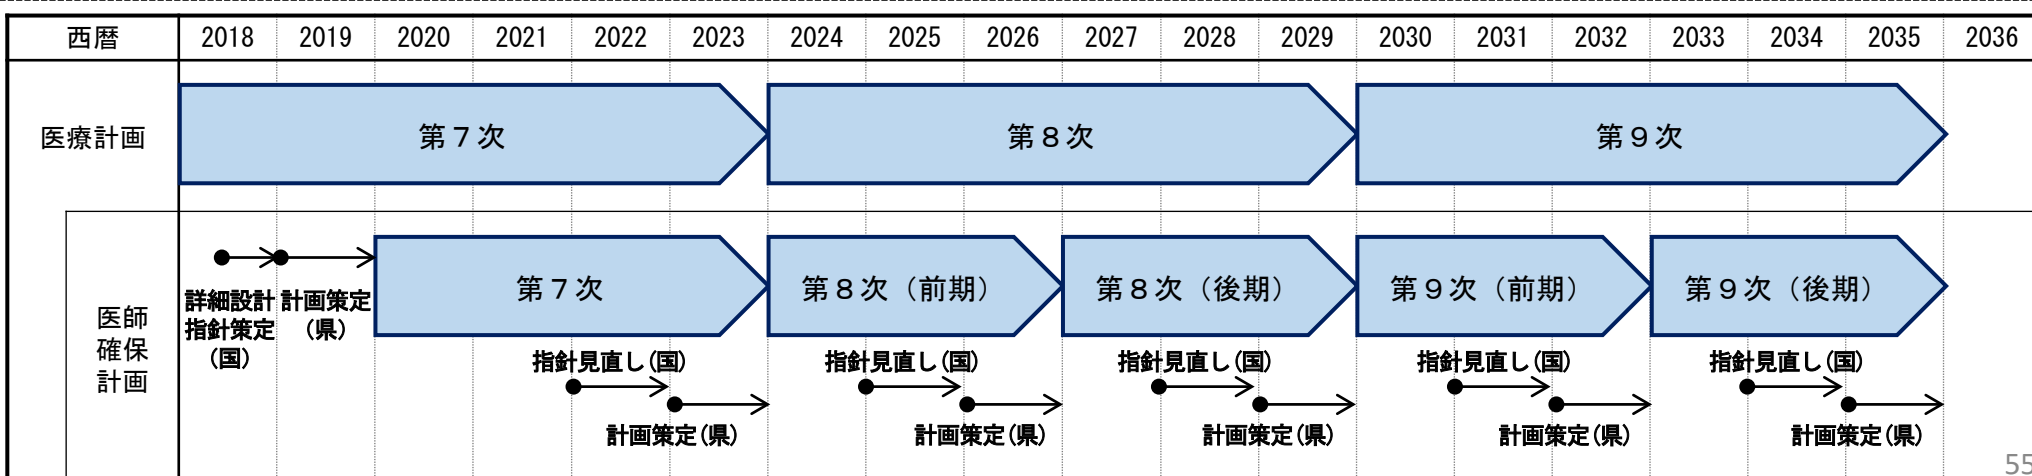 西暦 2018 2019 2020 2021 2022 2023 2024 2025 2026 2027 2028 2029 2030 2031 2032 2033 2034 2035 2036
医療計画 第７次 第８次 第９次
医師
確保
計画
詳細設計
指針策定
(国)
計画策定
(県)
第７次 第８次（前期） 第８次（後期） 第９次（前期） 第９次（後期）
指針見直し(国) 指針見直し(国) 指針見直し(国) 指針見直し(国) 指針見直し(国)
計画策定(県) 計画策定(県) 計画策定(県) 計画策定(県) 計画策定(県)
55